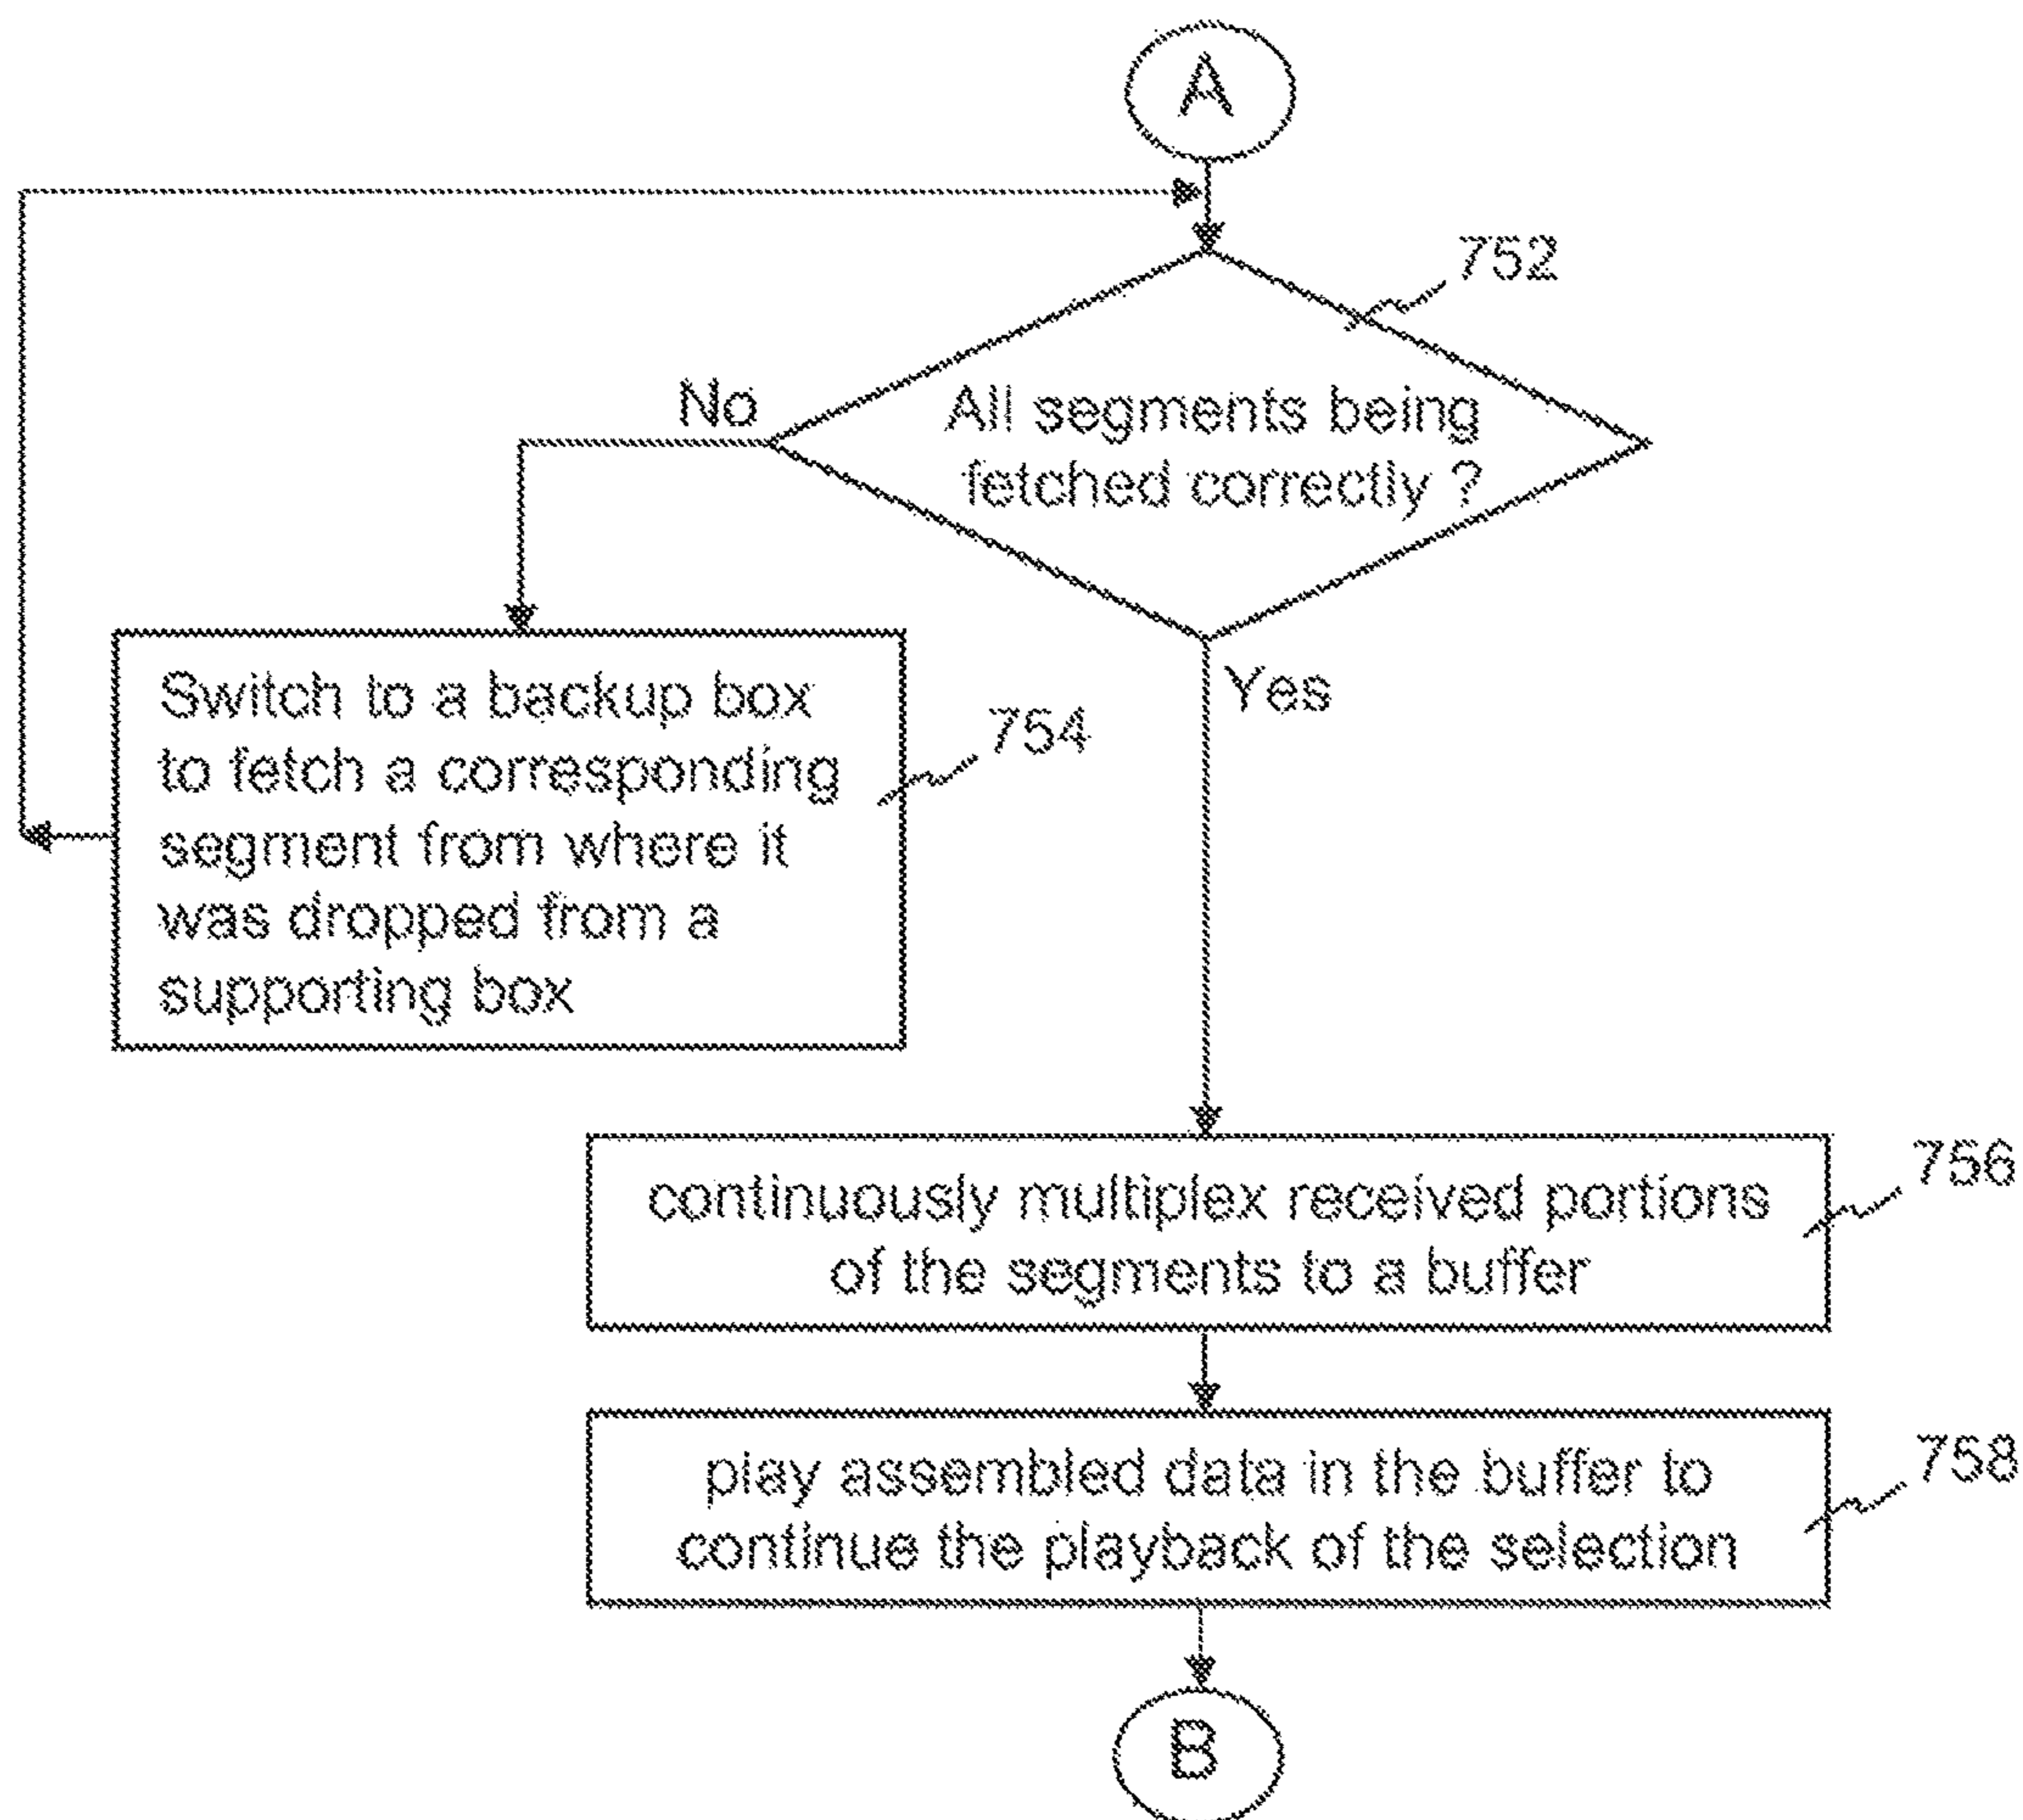 A
752
No
All segments being
fetched correctly ?
Yes
Switch to a backup box
to fetch a corresponding
segment from where it
was dropped from a
supporting box
754
continuously multiplex received portions
of the segments to a buffer
756
play assembled data in the buffer to
continue the playback of the selection
758
B